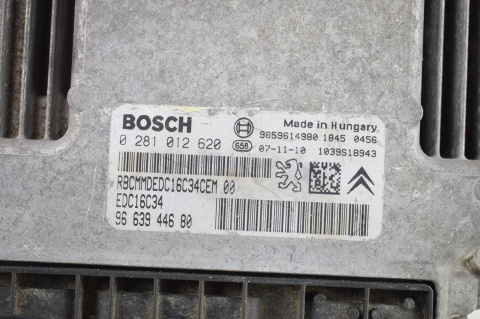 BOSCH
Made in Hungary
9659614980 1845 0456
0 281 012 620 658 07-11-10 1039S18943
RBCMMDEDC16C34CEM 00
EDC16C34
96 639 446 80